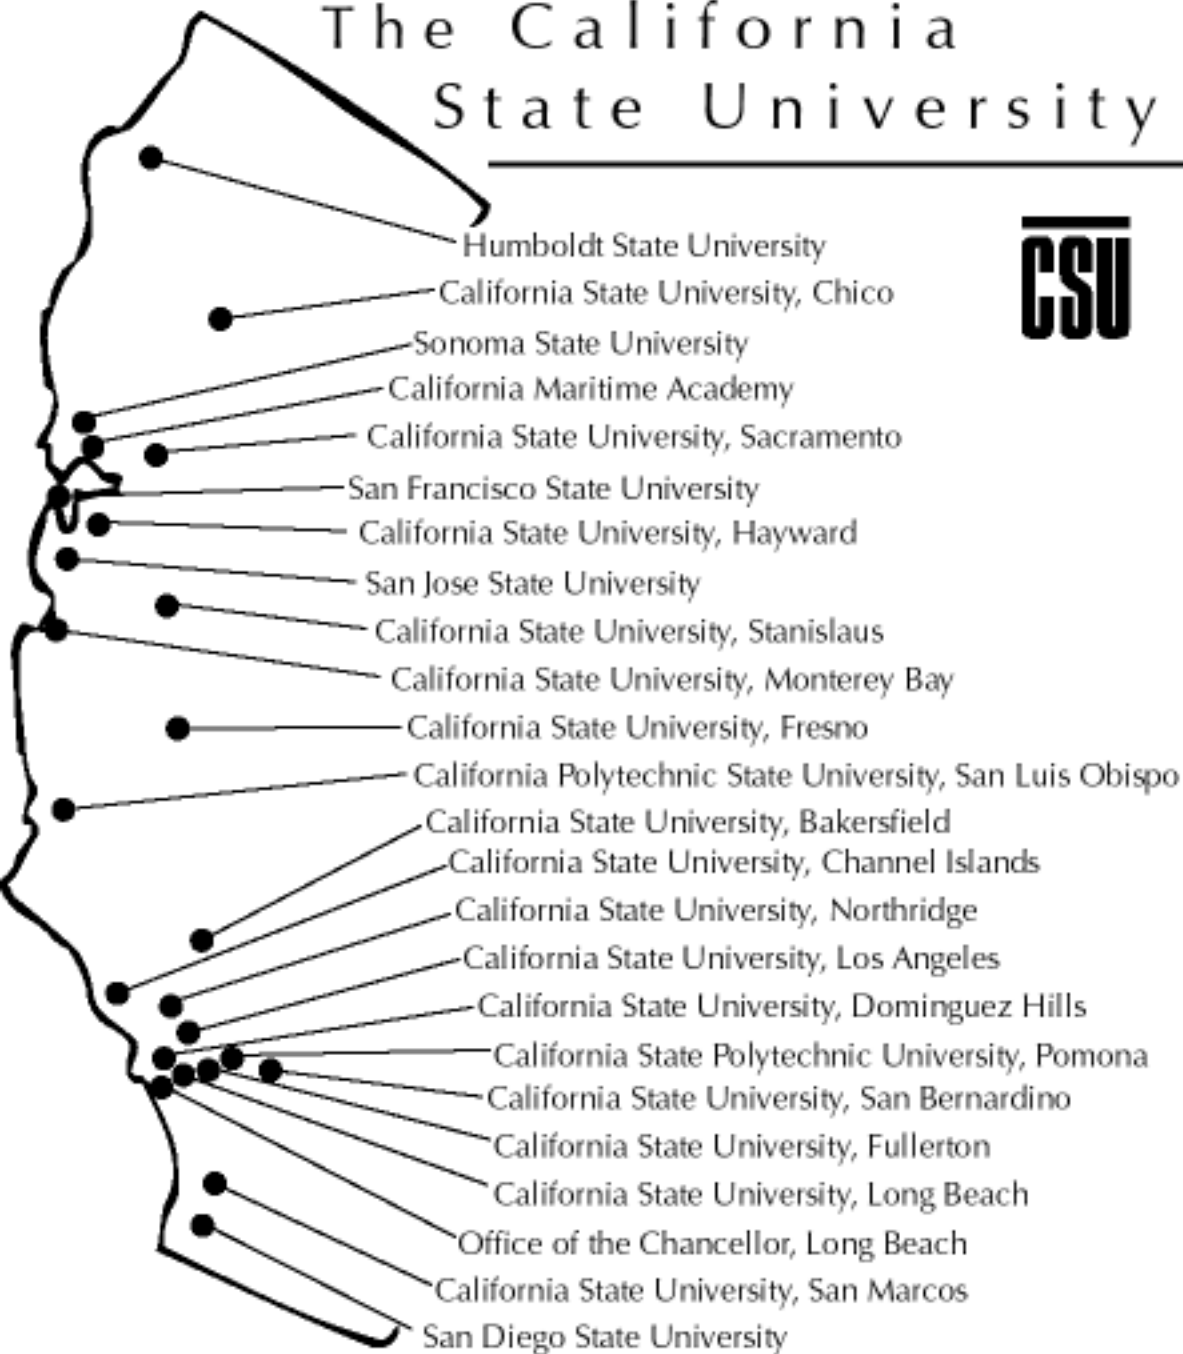 The California
State University
CSU
Humboldt State University
California State University, Chico
Sonoma State University
California Maritime Academy
California State University, Sacramento
San Francisco State University
California State University, Hayward
San Jose State University
California State University, Stanislaus
California State University, Monterey Bay
California State University, Fresno
California Polytechnic State University, San Luis Obispo
California State University, Bakersfield
California State University, Channel Islands
California State University, Northridge
California State University, Los Angeles
California State University, Dominguez Hills
California State Polytechnic University, Pomona
California State University, San Bernardino
California State University, Fullerton
California State University, Long Beach
Office of the Chancellor, Long Beach
California State University, San Marcos
San Diego State University